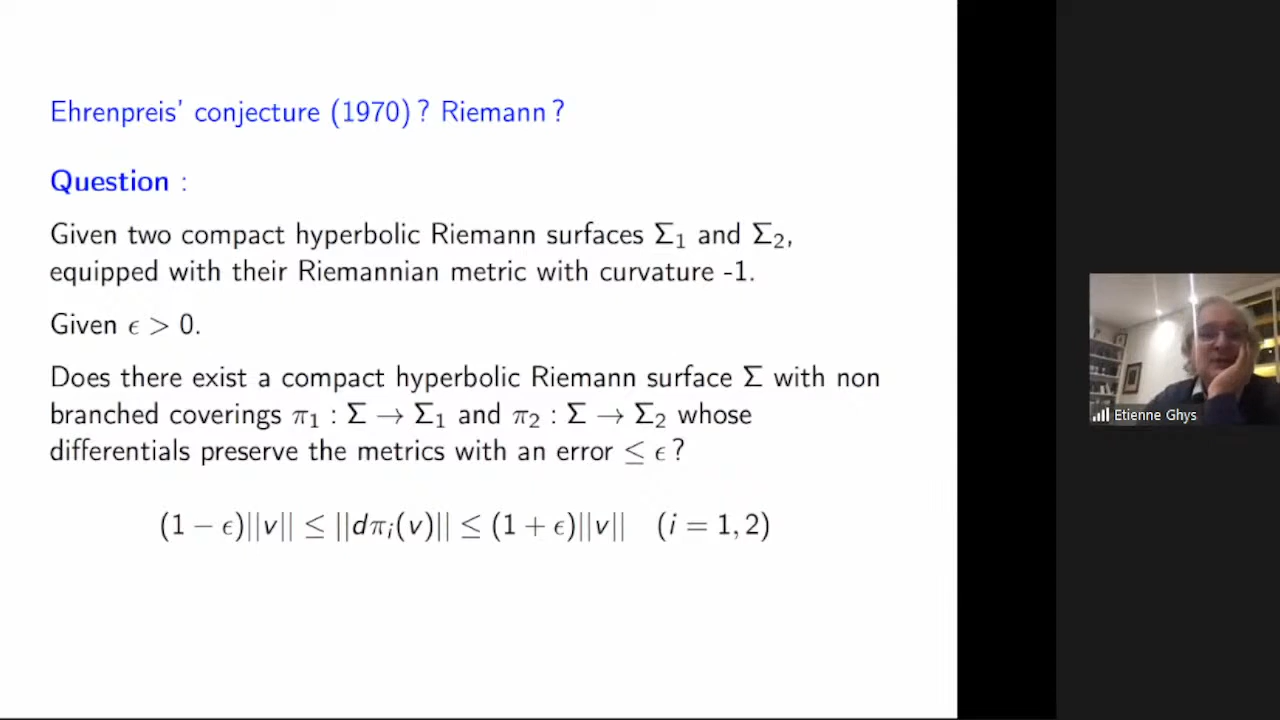 Ehrenpreis' conjecture (1970) ? Riemann ?
Question :
Given two compact hyperbolic Riemann surfaces Σ₁ and Σ₂,
equipped with their Riemannian metric with curvature -1.
Given ϵ > 0.
Does there exist a compact hyperbolic Riemann surface Σ with non
branched coverings π₁ : Σ → Σ₁ and π₂ : Σ → Σ₂ whose
differentials preserve the metrics with an error ≤ ϵ ?
(1 − ϵ)||v|| ≤ ||dπᵢ(v)|| ≤ (1 + ϵ)||v|| (i = 1, 2)
Etienne Ghys